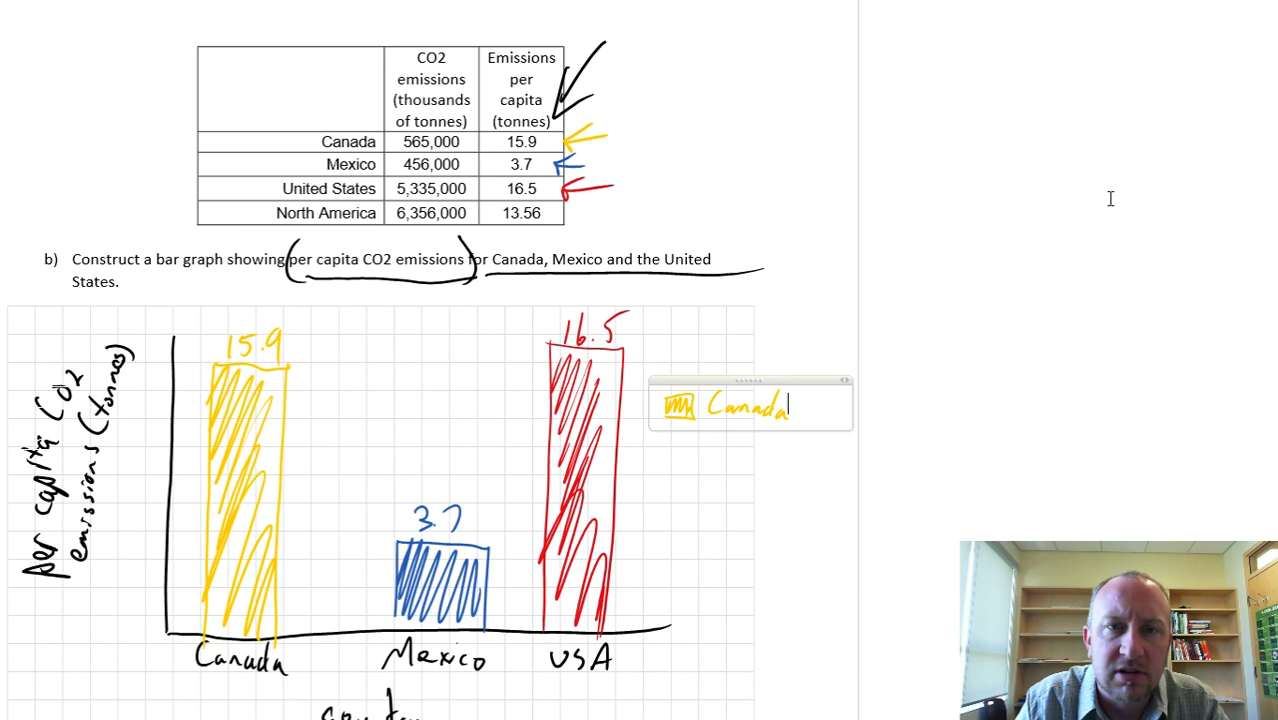 CO2 emissions (thousands of tonnes) Emissions per capita (tonnes)
Canada 565,000 15.9
Mexico 456,000 3.7
United States 5,335,000 16.5
North America 6,356,000 13.56
b) Construct a bar graph showing per capita CO2 emissions for Canada, Mexico and the United
States.
per capita CO2
emissions (tonnes)
15.9
3.7
16.5
Canada
Canada Mexico USA